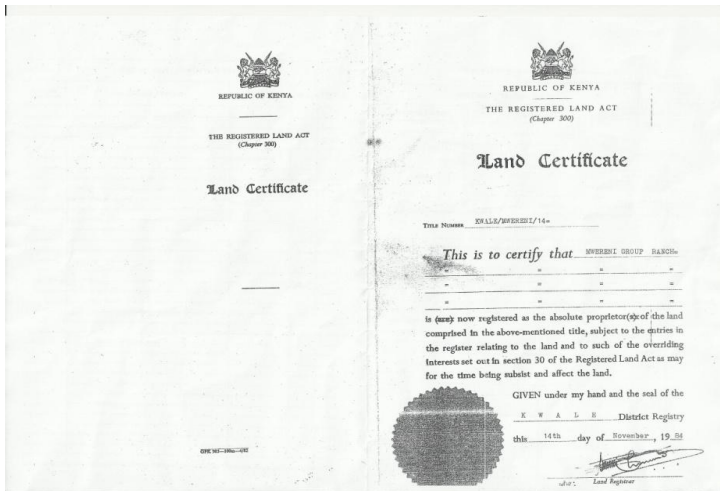 REPUBLIC OF KENYA
THE REGISTERED LAND ACT
(Chapter 300)
Land Certificate
REPUBLIC OF KENYA
THE REGISTERED LAND ACT
(Chapter 300)
Land Certificate
TITLE NUMBER KWALE/MWERENI/14=
This is to certify that MWERENI GROUP RANCH=
" " " "
" " " "
" " " "
is (are) now registered as the absolute proprietor(s) of the land
comprised in the above-mentioned title, subject to the entries in
the register relating to the land and to such of the overriding
interests set out in section 30 of the Registered Land Act as may
for the time being subsist and affect the land.
GIVEN under my hand and the seal of the
K W A L E District Registry
this 14th day of November, 1984
Land Registrar